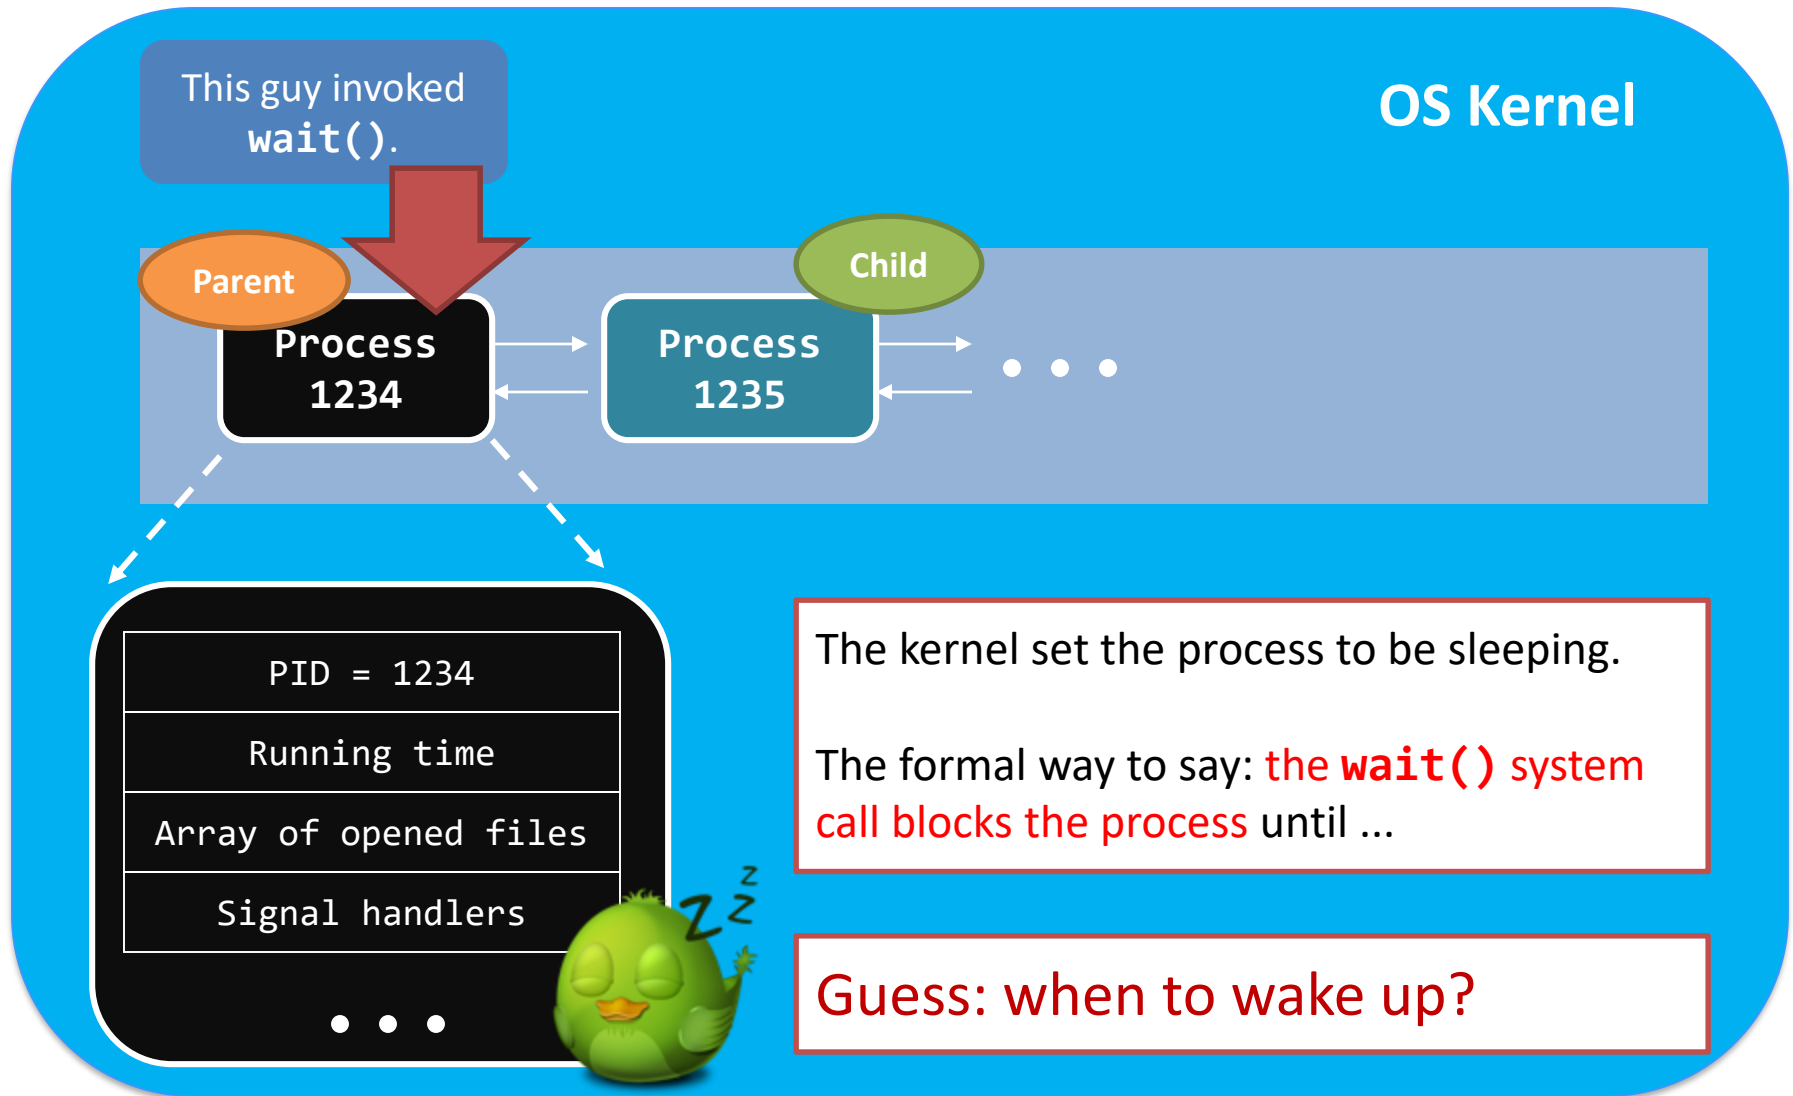 This guy invoked
wait().
OS Kernel
Parent
Child
Process
1234
Process
1235
PID = 1234
Running time
Array of opened files
Signal handlers
z
z
z
The kernel set the process to be sleeping.
The formal way to say: the wait() system
call blocks the process until ...
Guess: when to wake up?